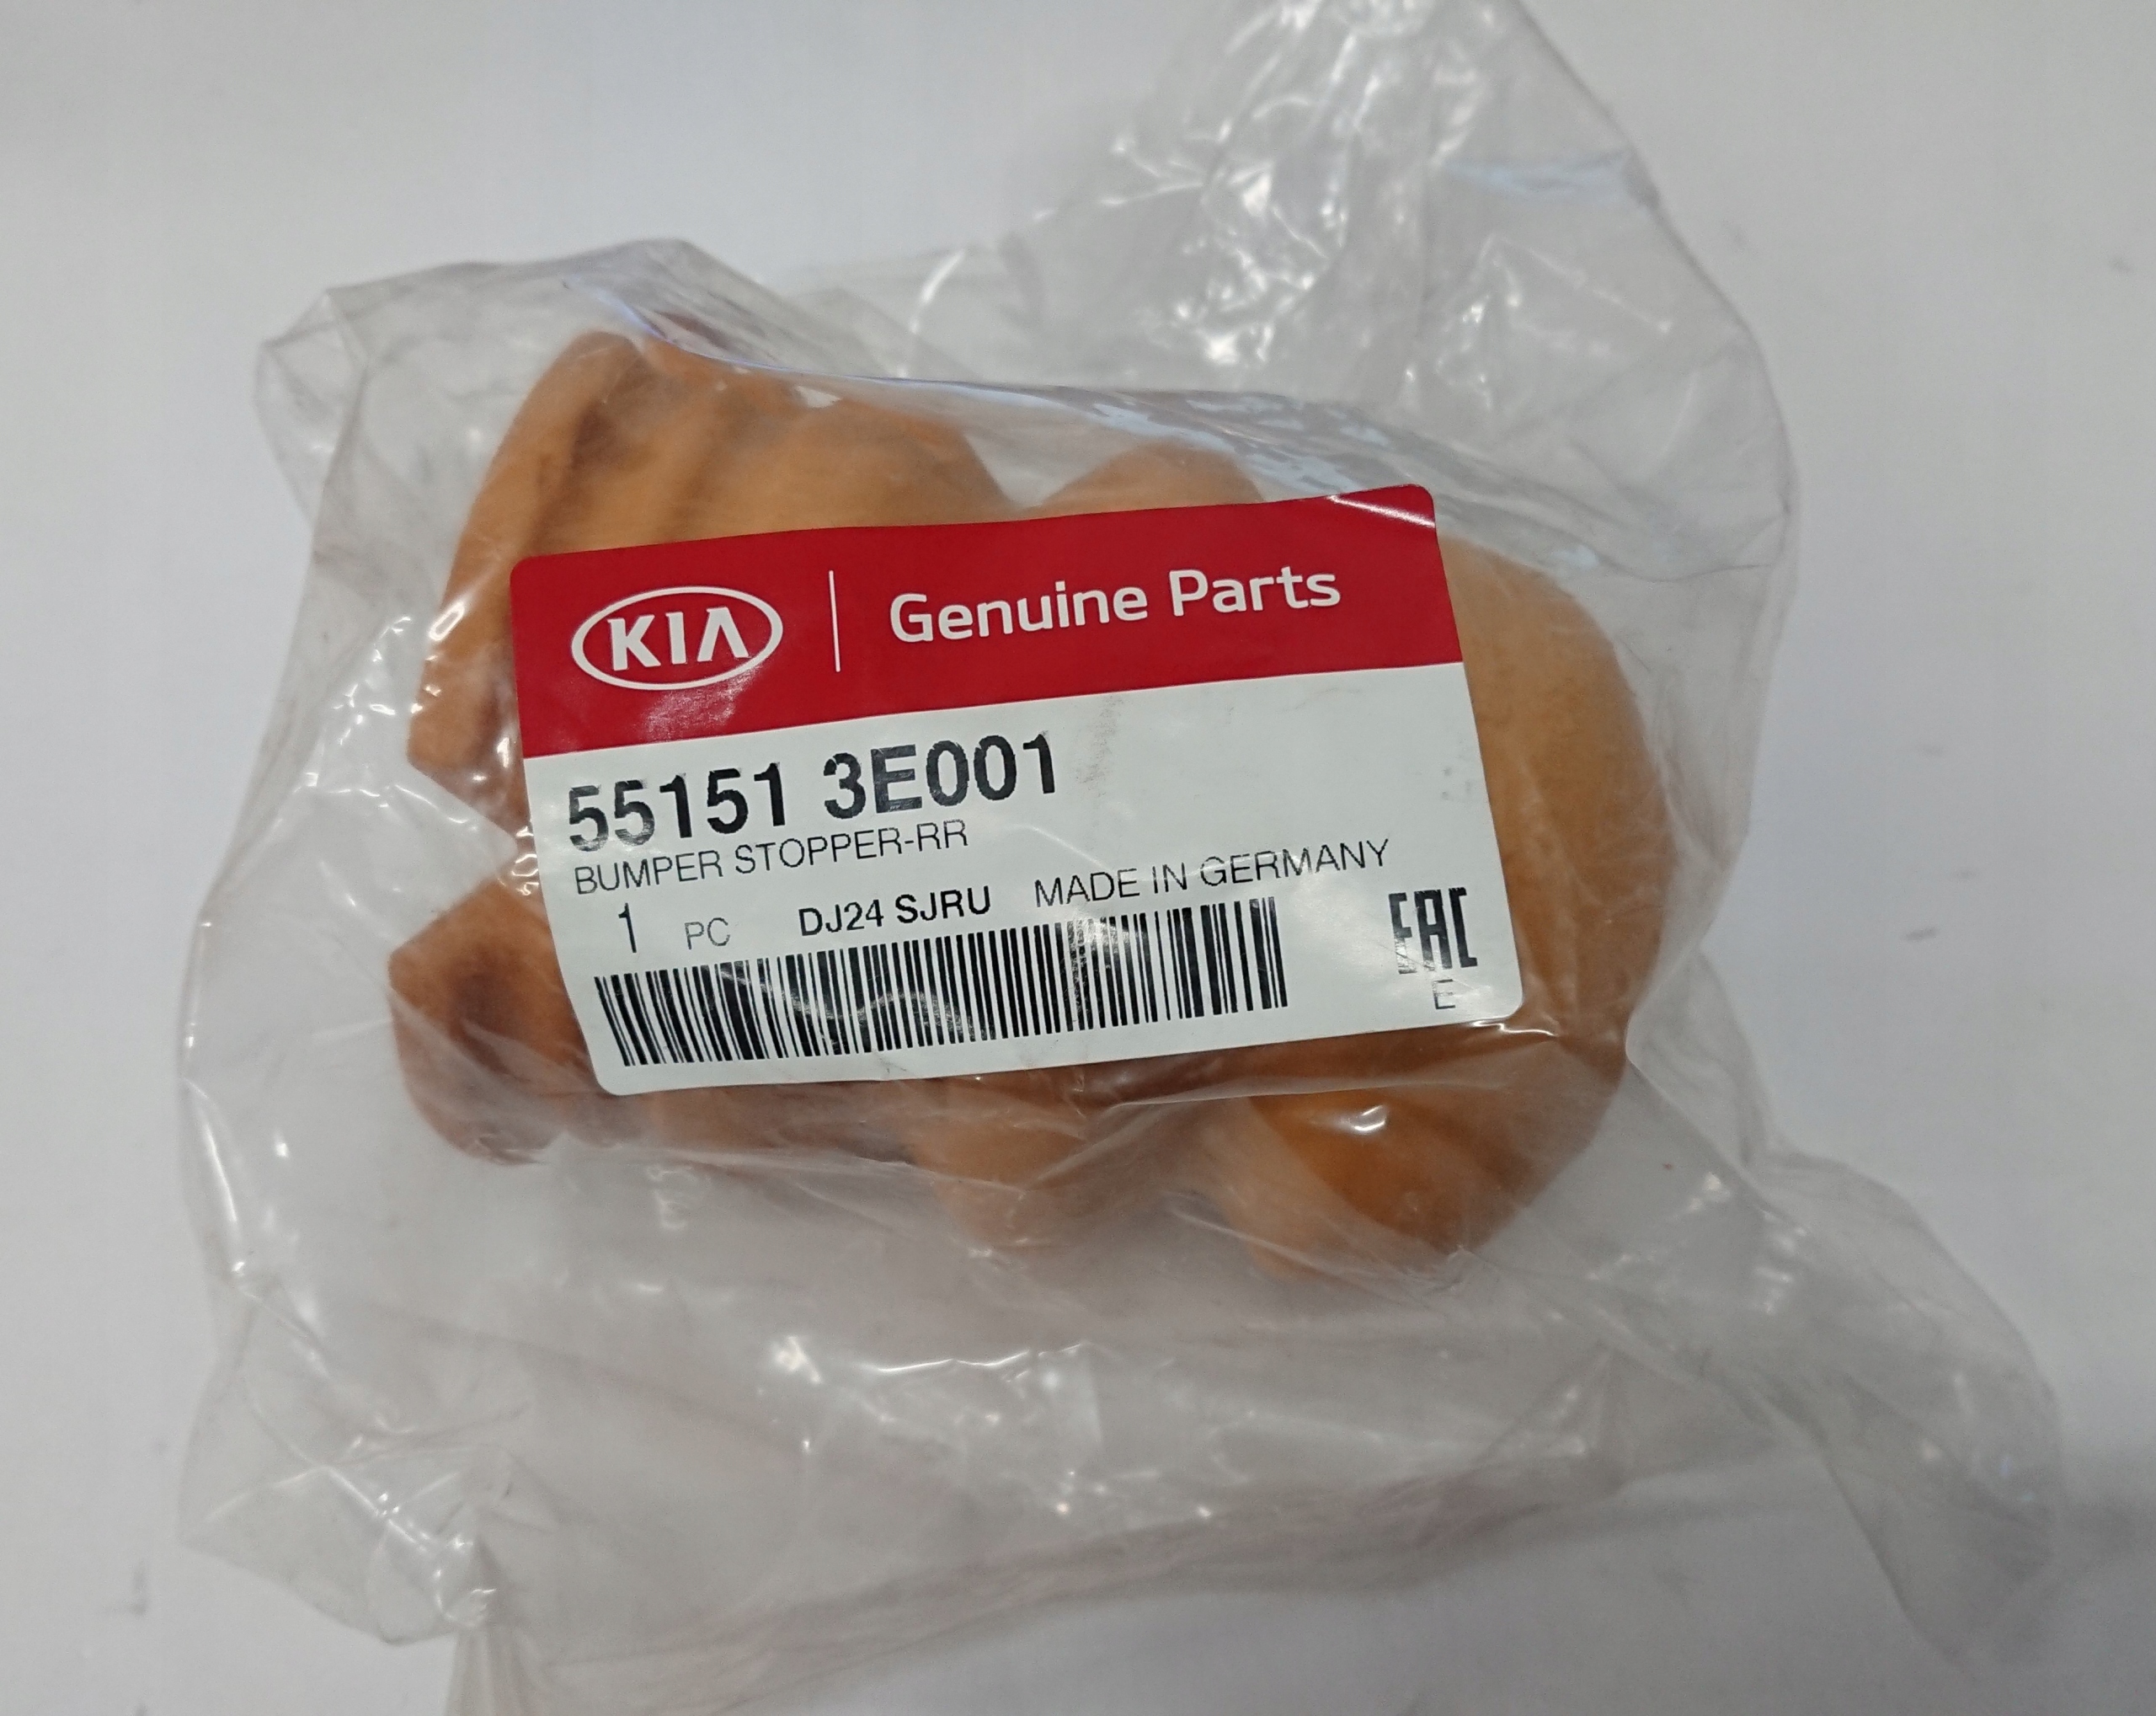 KIA Genuine Parts
55151 3E001
BUMPER STOPPER-RR
1 PC DJ24 SJRU MADE IN GERMANY
EAC
E